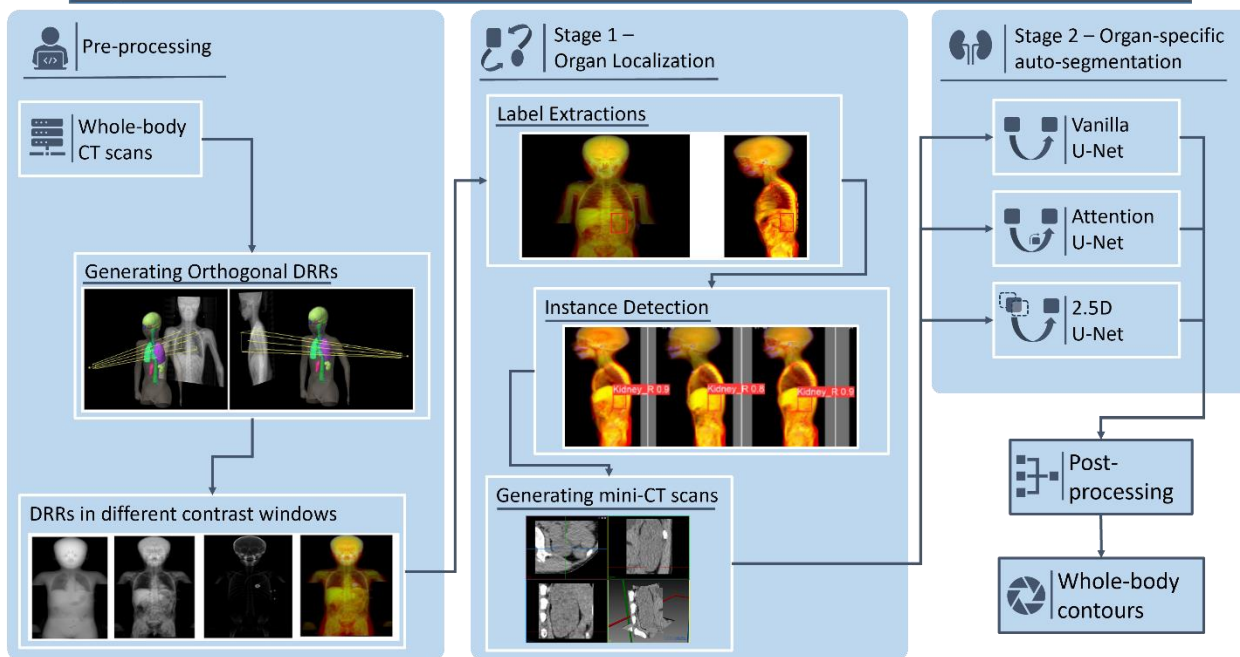 Pre-processing
Whole-body
CT scans
Generating Orthogonal DRRs
DRRs in different contrast windows
Stage 1 –
Organ Localization
Label Extractions
Instance Detection
Kidney_R 0.9
Kidney_R 0.8
Kidney_R 0.9
Generating mini-CT scans
Stage 2 – Organ-specific
auto-segmentation
Vanilla
U-Net
Attention
U-Net
2.5D
U-Net
Post-
processing
Whole-body
contours